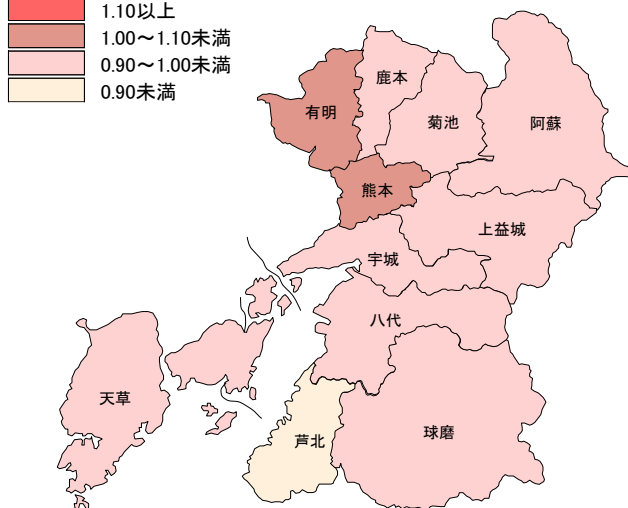 1.10以上
1.00～1.10未満
0.90～1.00未満
0.90未満
鹿本
有明
菊池
阿蘇
熊本
上益城
宇城
八代
天草
芦北
球磨